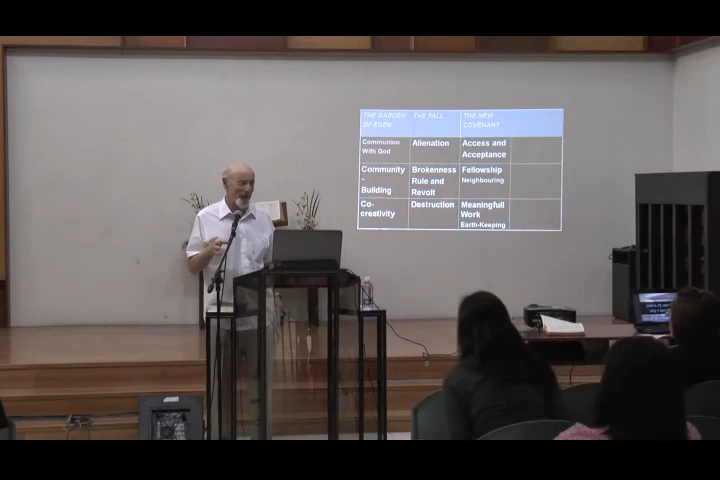 THE GARDEN OF EDEN
THE FALL
THE NEW COVENANT
Communion With God
Alienation
Access and Acceptance
Community - Building
Brokenness Rule and Revolt
Fellowship
Neighbouring
Co-creativity
Destruction
Meaningfull Work
Earth-Keeping